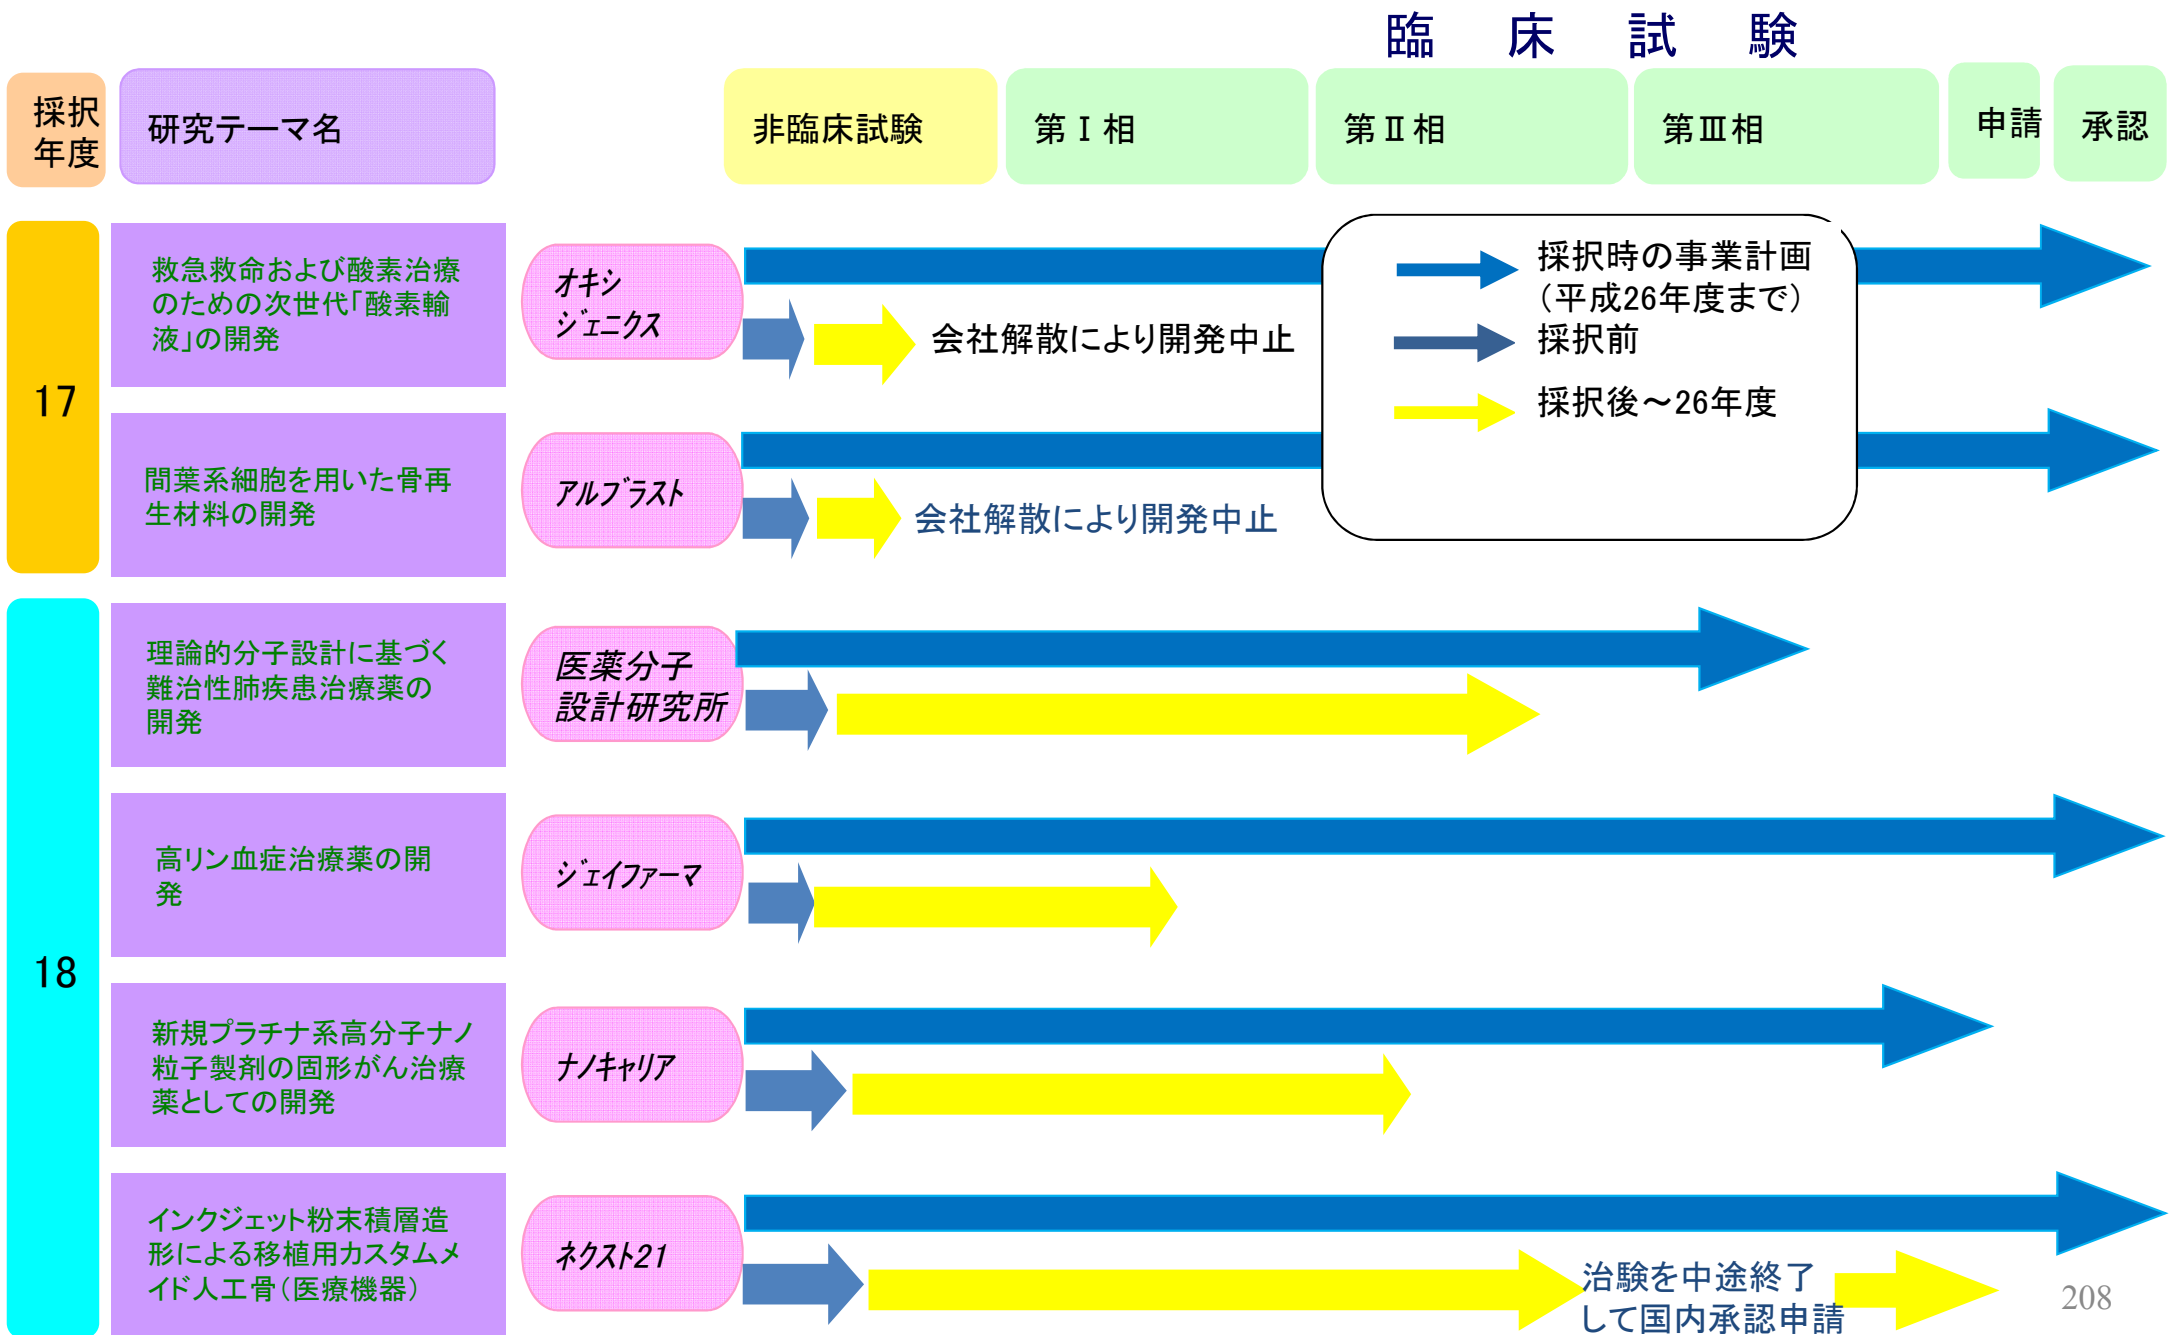 臨床試験
採択
年度
研究テーマ名
非臨床試験
第Ⅰ相
第Ⅱ相
第Ⅲ相
申請
承認
17
救急救命および酸素治療
のための次世代「酸素輸
液」の開発
オキシ
ジェニクス
会社解散により開発中止
採択時の事業計画
（平成26年度まで）
採択前
採択後～26年度
間葉系細胞を用いた骨再
生材料の開発
アルブラスト
会社解散により開発中止
18
理論的分子設計に基づく
難治性肺疾患治療薬の
開発
医薬分子
設計研究所
高リン血症治療薬の開
発
ジェイファーマ
新規プラチナ系高分子ナノ
粒子製剤の固形がん治療
薬としての開発
ナノキャリア
インクジェット粉末積層造
形による移植用カスタムメ
イド人工骨（医療機器）
ネクスト21
治験を中途終了
して国内承認申請
208